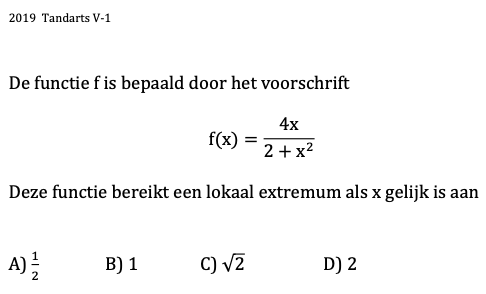 2019 Tandarts V-1
De functie f is bepaald door het voorschrift
f(x) = \frac{4x}{2 + x^2}
Deze functie bereikt een lokaal extremum als x gelijk is aan
A) \frac{1}{2} B) 1 C) √2 D) 2